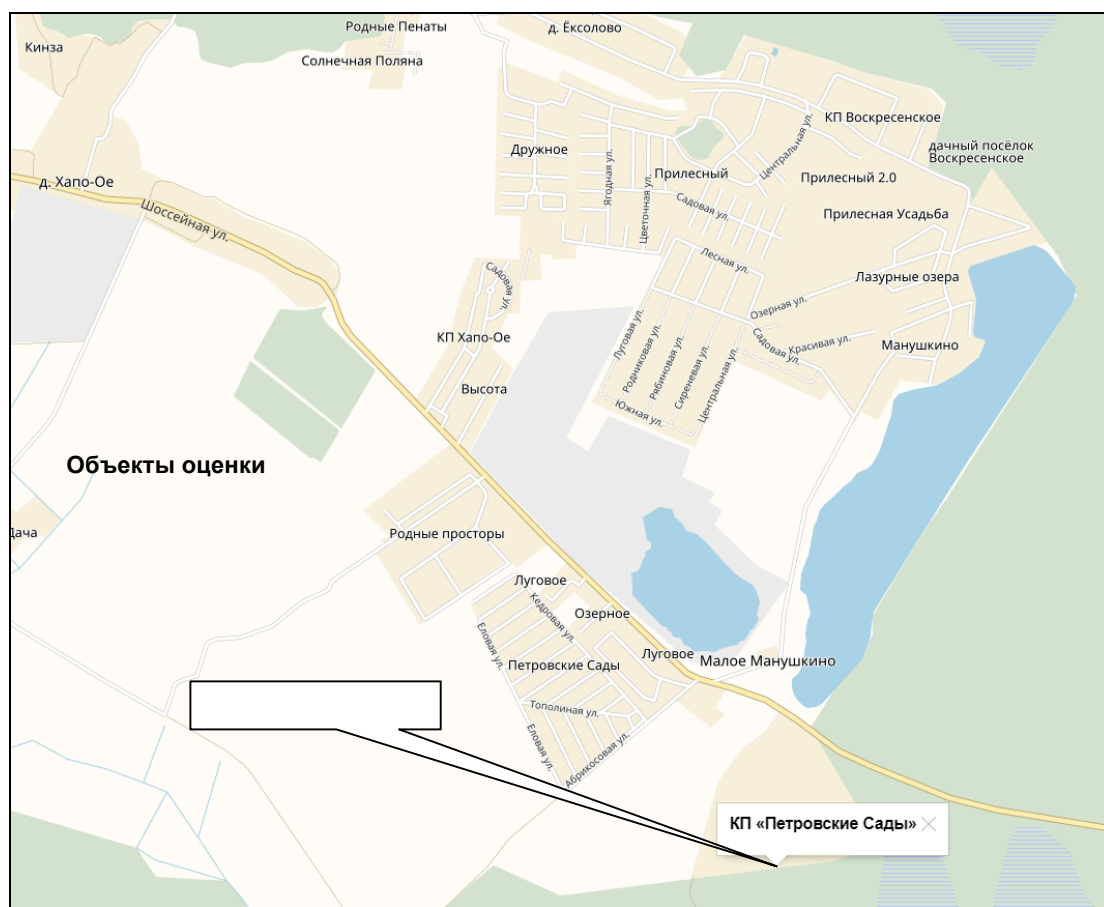 Родные Пенаты
д. Ёксолово
Кинза
Солнечная Поляна
КП Воскресенское
Центральная ул.
дачный посёлок
Воскресенское
Дружное
Ягодная ул.
Прилесный
Прилесный 2.0
д. Хапо-Ое
Шоссейная ул.
Цветочная ул.
Садовая ул.
Прилесная Усадьба
Лесная ул.
Садовая ул.
Лазурные озера
Озерная ул.
КП Хапо-Ое
Луговая ул.
Родниковая ул.
Рябиновая ул.
Сиреневая ул.
Центральная ул.
Садовая ул.
Красивая ул.
Манушкино
Высота
Южная ул.
Объекты оценки
Дача
Родные просторы
Луговое
Кедровая ул.
Озерное
Еловая ул.
Луговое
Петровские Сады
Малое Манушкино
Тополиная ул.
Еловая ул.
Абрикосовая ул.
КП «Петровские Сады»